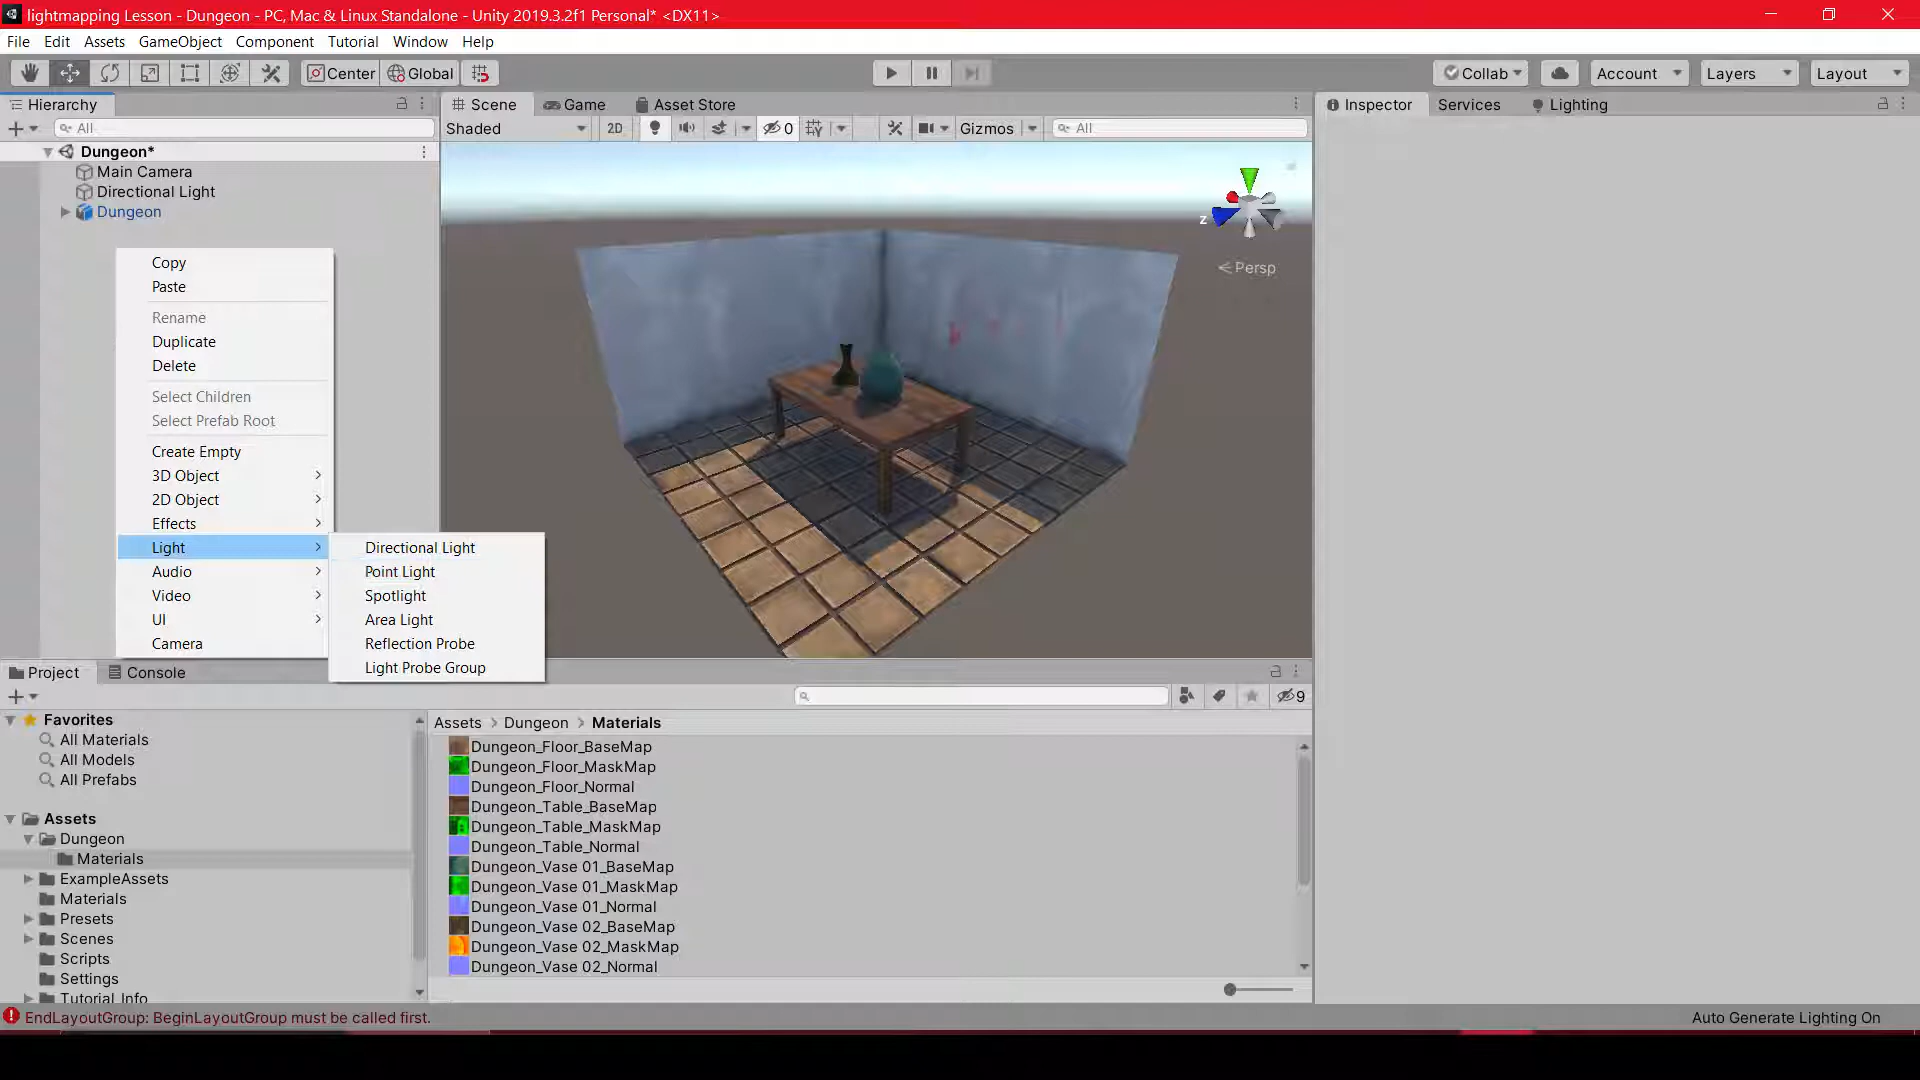 lightmapping Lesson - Dungeon - PC, Mac & Linux Standalone - Unity 2019.3.2f1 Personal* <DX11>
File Edit Assets GameObject Component Tutorial Window Help
Center Global Collab Account Layers Layout
Hierarchy Scene Game Asset Store Inspector Services Lighting
All Shaded 2D 0 Gizmos All
Dungeon*
Main Camera
Directional Light
Dungeon
z
Persp
Copy
Paste
Rename
Duplicate
Delete
Select Children
Select Prefab Root
Create Empty
3D Object
2D Object
Effects
Light
Audio
Video
UI
Camera
Directional Light
Point Light
Spotlight
Area Light
Reflection Probe
Light Probe Group
Project Console
9
Favorites
All Materials
All Models
All Prefabs
Assets
Dungeon
Materials
ExampleAssets
Materials
Presets
Scenes
Scripts
Settings
Tutorial Info
Assets > Dungeon > Materials
Dungeon_Floor_BaseMap
Dungeon_Floor_MaskMap
Dungeon_Floor_Normal
Dungeon_Table_BaseMap
Dungeon_Table_MaskMap
Dungeon_Table_Normal
Dungeon_Vase 01_BaseMap
Dungeon_Vase 01_MaskMap
Dungeon_Vase 01_Normal
Dungeon_Vase 02_BaseMap
Dungeon_Vase 02_MaskMap
Dungeon_Vase 02_Normal
EndLayoutGroup: BeginLayoutGroup must be called first.
Auto Generate Lighting On